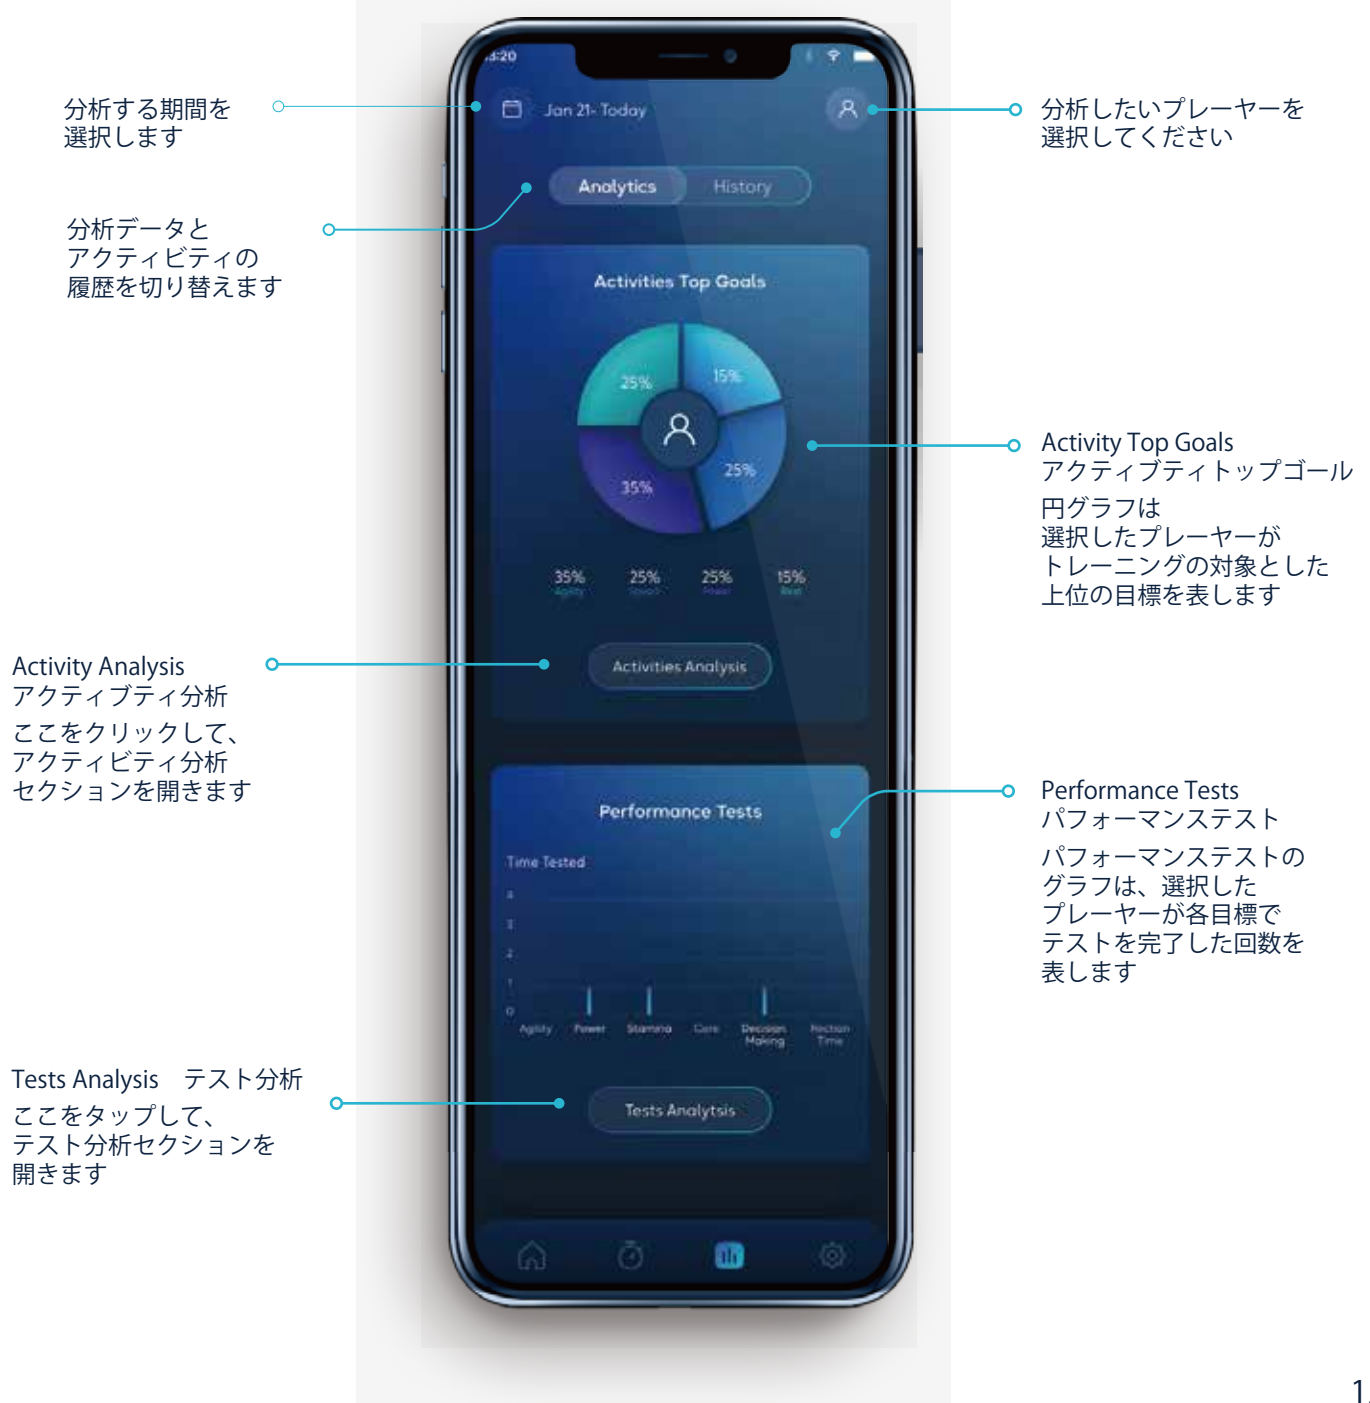 分析する期間を
選択します
分析データと
アクティビティの
履歴を切り替えます
Activity Analysis
アクティブティ分析
ここをクリックして、
アクティビティ分析
セクションを開きます
Tests Analysis　テスト分析
ここをタップして、
テスト分析セクションを
開きます
3:20
Jan 21- Today
Analytics
History
Activities Top Goals
25%
15%
25%
35%
35% 25% 25% 15%
Agility
Activities Analysis
Performance Tests
Time Tested
3
2
1
0
Agility Power Stamina Core Decision
Making
Time
Tests Analytsis
分析したいプレーヤーを
選択してください
Activity Top Goals
アクティブティトップゴール
円グラフは
選択したプレーヤーが
トレーニングの対象とした
上位の目標を表します
Performance Tests
パフォーマンステスト
パフォーマンステストの
グラフは、選択した
プレーヤーが各目標で
テストを完了した回数を
表します